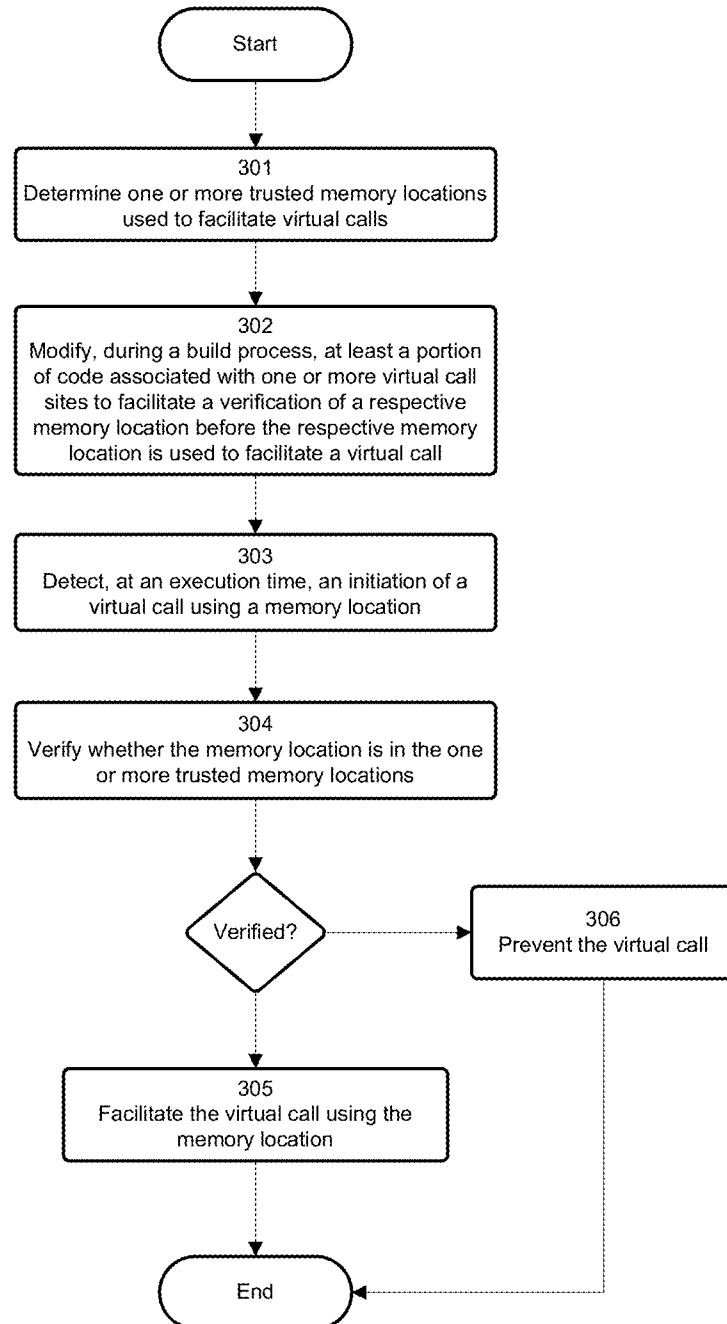 Start
301
Determine one or more trusted memory locations
used to facilitate virtual calls
302
Modify, during a build process, at least a portion
of code associated with one or more virtual call
sites to facilitate a verification of a respective
memory location before the respective memory
location is used to facilitate a virtual call
303
Detect, at an execution time, an initiation of a
virtual call using a memory location
304
Verify whether the memory location is in the one
or more trusted memory locations
Verified?
306
Prevent the virtual call
305
Facilitate the virtual call using the
memory location
End